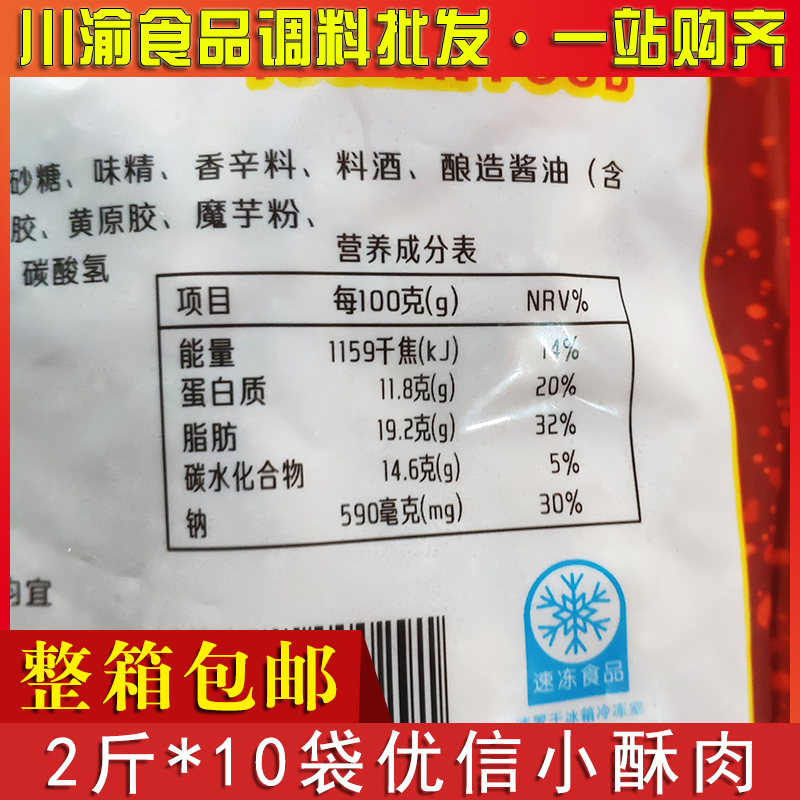 川渝食品调料批发·一站购齐
砂糖、味精、香辛料、料酒、酿造酱油（含
胶、黄原胶、魔芋粉、
碳酸氢
营养成分表
项目 每100克(g) NRV%
能量 1159千焦(kJ) 14%
蛋白质 11.8克(g) 20%
脂肪 19.2克(g) 32%
碳水化合物 14.6克(g) 5%
钠 590毫克(mg) 30%
均宜
速冻食品
整箱包邮
2斤*10袋优信小酥肉